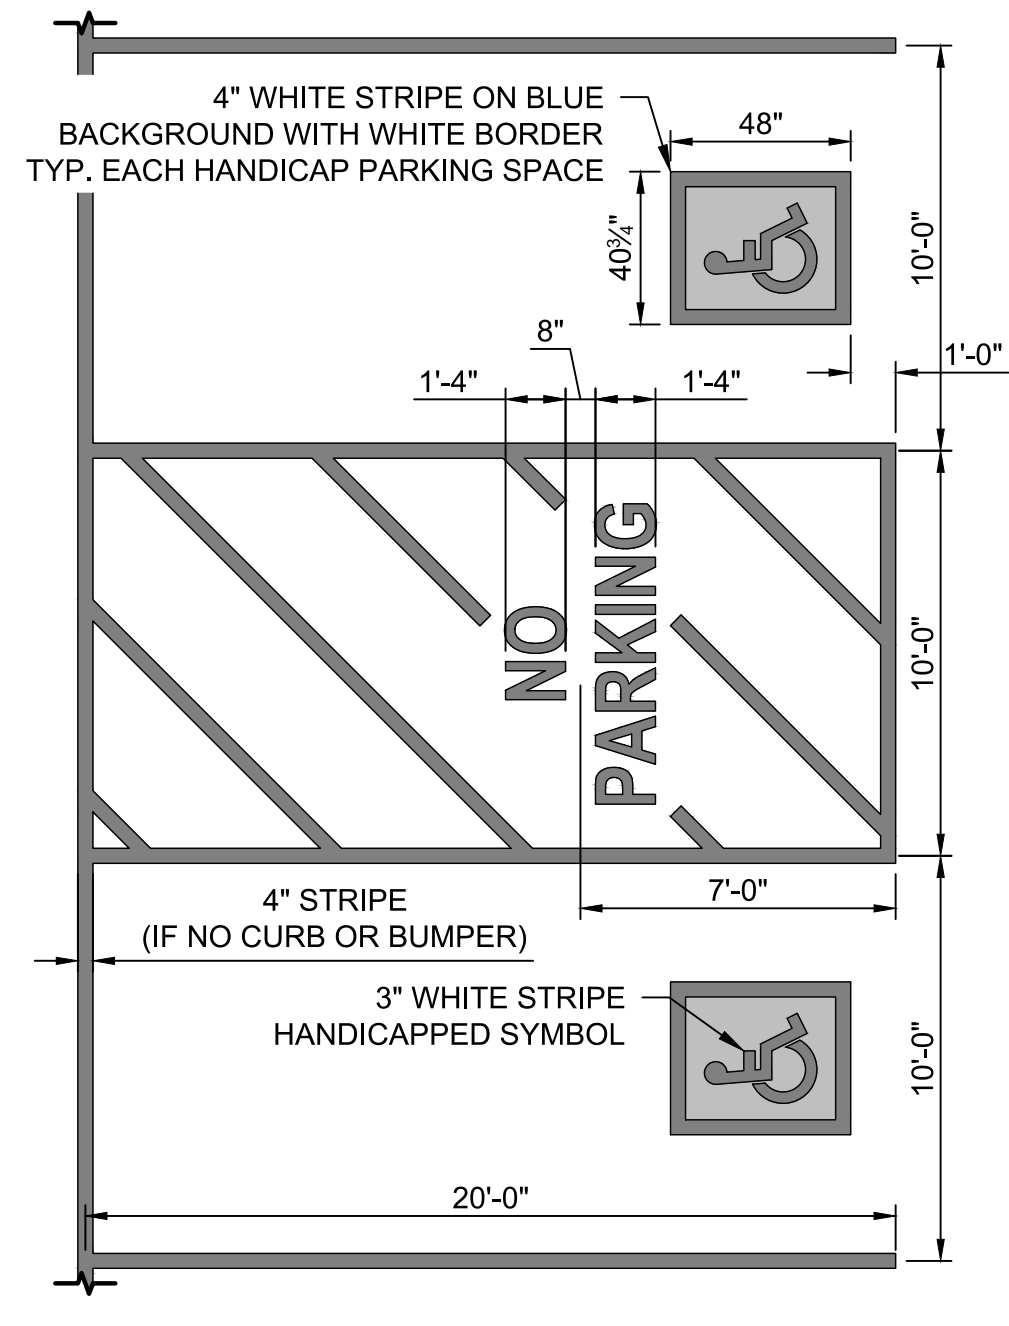 4" WHITE STRIPE ON BLUE
BACKGROUND WITH WHITE BORDER
TYP. EACH HANDICAP PARKING SPACE
48"
40¾"
10'-0"
8"
1'-0"
1'-4"
1'-4"
NO
PARKING
10'-0"
7'-0"
4" STRIPE
(IF NO CURB OR BUMPER)
3" WHITE STRIPE
HANDICAPPED SYMBOL
10'-0"
20'-0"